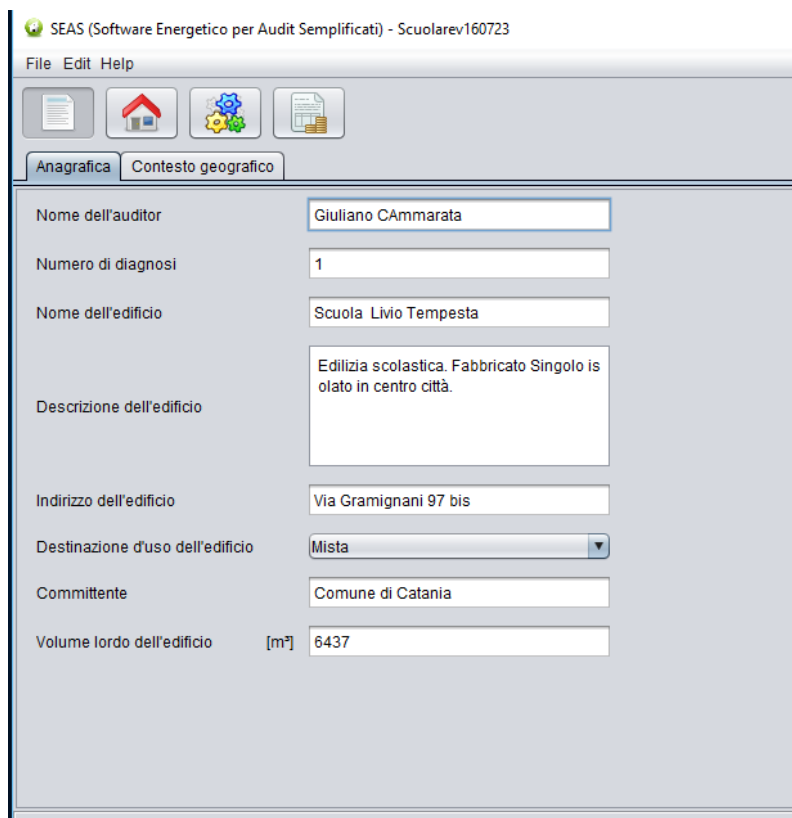 SEAS (Software Energetico per Audit Semplificati) - Scuolarev160723
File Edit Help
Anagrafica Contesto geografico
Nome dell'auditor Giuliano CAmmarata
Numero di diagnosi 1
Nome dell'edificio Scuola Livio Tempesta
Edilizia scolastica. Fabbricato Singolo is
olato in centro città.
Descrizione dell'edificio
Indirizzo dell'edificio Via Gramignani 97 bis
Destinazione d'uso dell'edificio Mista
Committente Comune di Catania
Volume lordo dell'edificio [m³] 6437